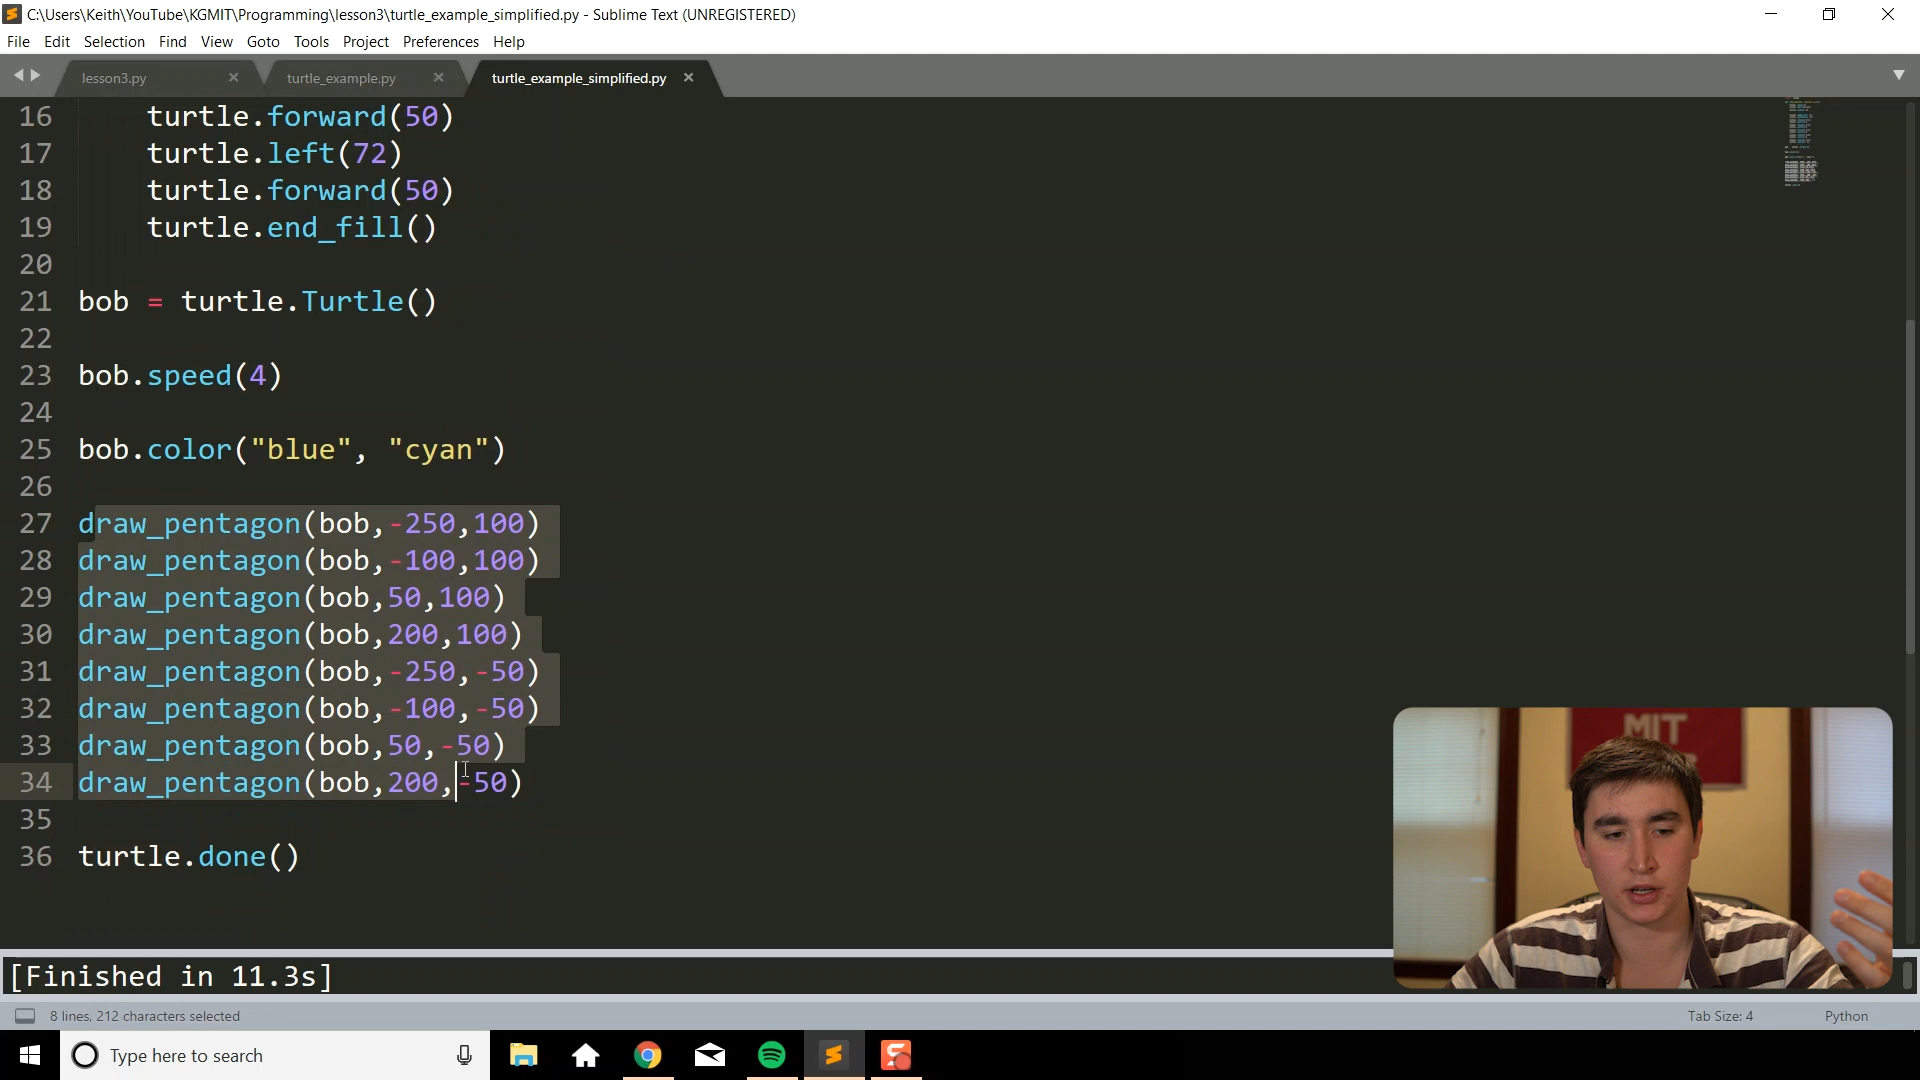 C:\Users\Keith\YouTube\KGMIT\Programming\lesson3\turtle_example_simplified.py - Sublime Text (UNREGISTERED)
File Edit Selection Find View Goto Tools Project Preferences Help
lesson3.py turtle_example.py turtle_example_simplified.py
16 turtle.forward(50)
17 turtle.left(72)
18 turtle.forward(50)
19 turtle.end_fill()
20
21 bob = turtle.Turtle()
22
23 bob.speed(4)
24
25 bob.color("blue", "cyan")
26
27 draw_pentagon(bob,-250,100)
28 draw_pentagon(bob,-100,100)
29 draw_pentagon(bob,50,100)
30 draw_pentagon(bob,200,100)
31 draw_pentagon(bob,-250,-50)
32 draw_pentagon(bob,-100,-50)
33 draw_pentagon(bob,50,-50)
34 draw_pentagon(bob,200,-50)
35
36 turtle.done()
MIT
[Finished in 11.3s]
8 lines, 212 characters selected Tab Size: 4 Python
Type here to search